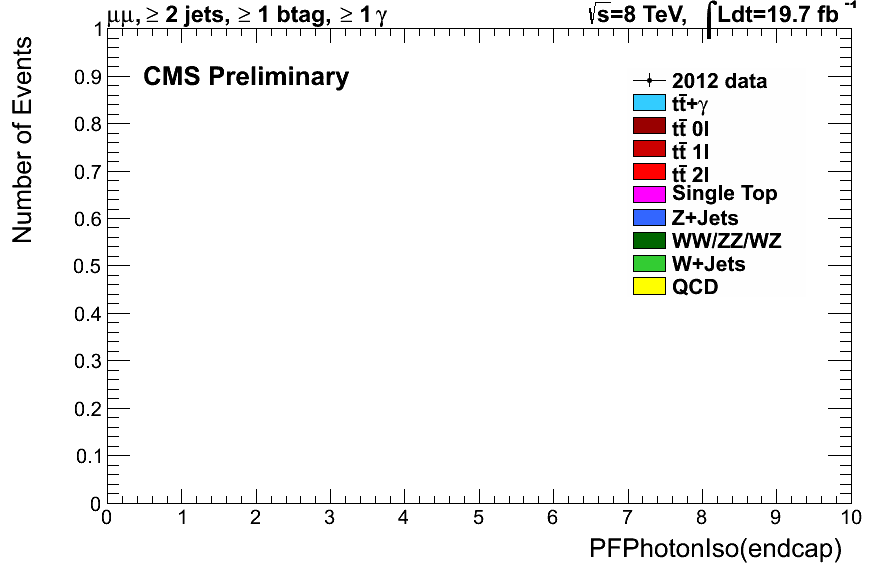 μμ, ≥ 2 jets, ≥ 1 btag, ≥ 1 γ
√s=8 TeV, ∫Ldt=19.7 fb⁻¹
CMS Preliminary
Number of Events
1
0.9
0.8
0.7
0.6
0.5
0.4
0.3
0.2
0.1
0
2012 data
tt̄+γ
tt̄ 0l
tt̄ 1l
tt̄ 2l
Single Top
Z+Jets
WW/ZZ/WZ
W+Jets
QCD
0 1 2 3 4 5 6 7 8 9 10
PFPhotonIso(endcap)